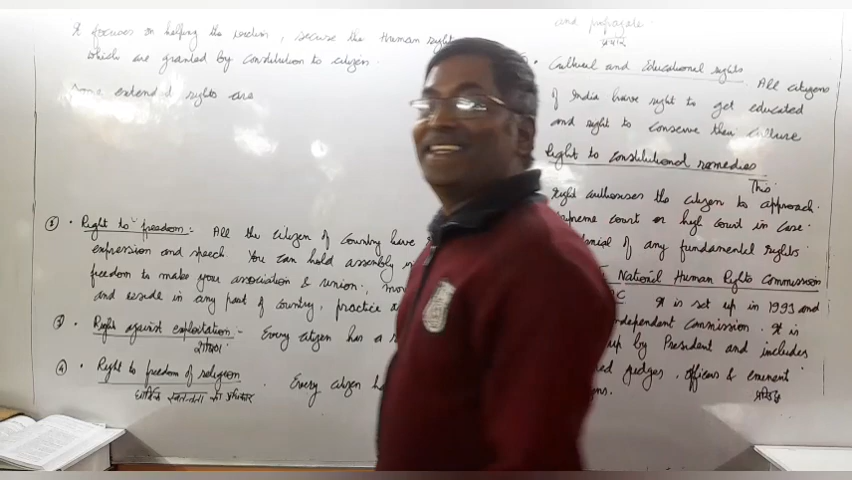 It focuses on helping the victim, secure the Human right
which are granted by constitution to citizen.
some extend rights are
② • Right to freedom:- All the citizen of country have
expression and speech. You can hold assembly
freedom to make your association & union,
and reside in any part of country, practice
③ • Right against exploitation:- Every citizen has a
शोषण
④ • Right to freedom of religion Every citizen
धार्मिक स्वतन्त्रता का अधिकार
and propagate.
प्रचार
• Cultural and Educational rights. All citizens
of India have right to get educated
and right to conserve their culture
Right to constitutional remedies
This
right authorises the citizen to approach
supreme court or high court in case
denial of any fundamental rights
National Human Rights Commission
It is set up in 1993 and
independent Commission. It is
up by President and includes
judges, officers & eminent